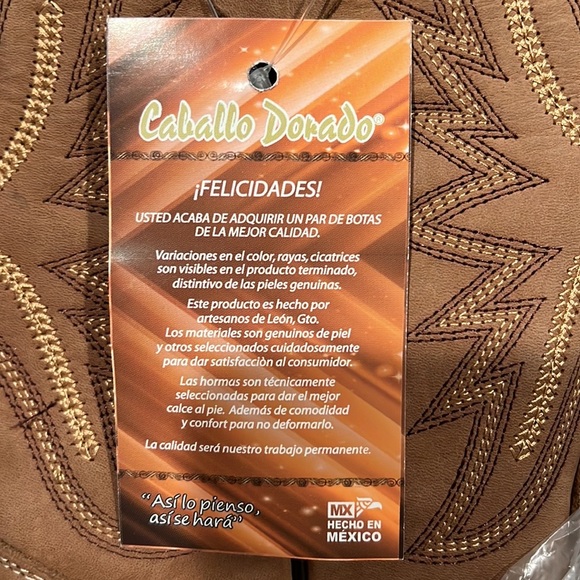 Caballo Dorado®
¡FELICIDADES!
USTED ACABA DE ADQUIRIR UN PAR DE BOTAS
DE LA MEJOR CALIDAD.
Variaciones en el color, rayas, cicatrices
son visibles en el producto terminado,
distintivo de las pieles genuinas.
Este producto es hecho por
artesanos de León, Gto.
Los materiales son genuinos de piel
y otros seleccionados cuidadosamente
para dar satisfacción al consumidor.
Las hormas son técnicamente
seleccionadas para dar el mejor
calce al pie. Además de comodidad
y confort para no deformarlo.
La calidad será nuestro trabajo permanente.
"Así lo pienso,
así se hará"
MX
HECHO EN
MÉXICO